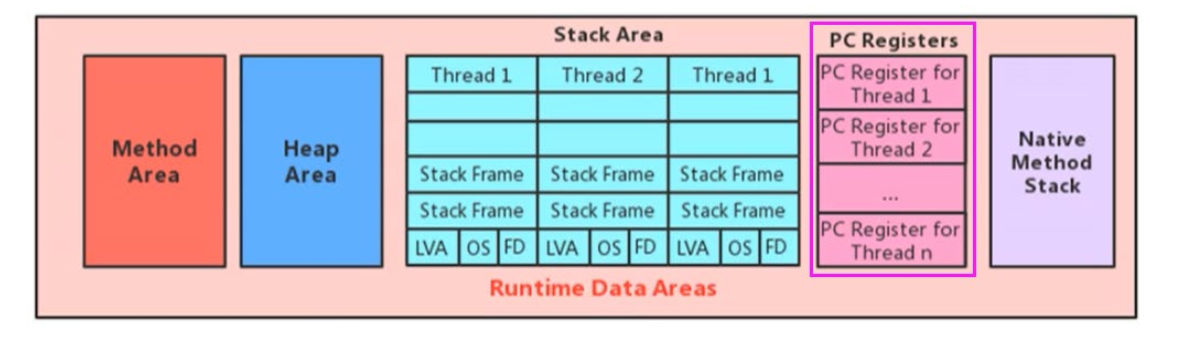 Stack Area
PC Registers
Method
Area
Heap
Area
Thread 1
Thread 2
Thread 1
Stack Frame
Stack Frame
Stack Frame
Stack Frame
Stack Frame
Stack Frame
LVA
OS
FD
LVA
OS
FD
LVA
OS
FD
PC Register for
Thread 1
PC Register for
Thread 2
...
PC Register for
Thread n
Native
Method
Stack
Runtime Data Areas